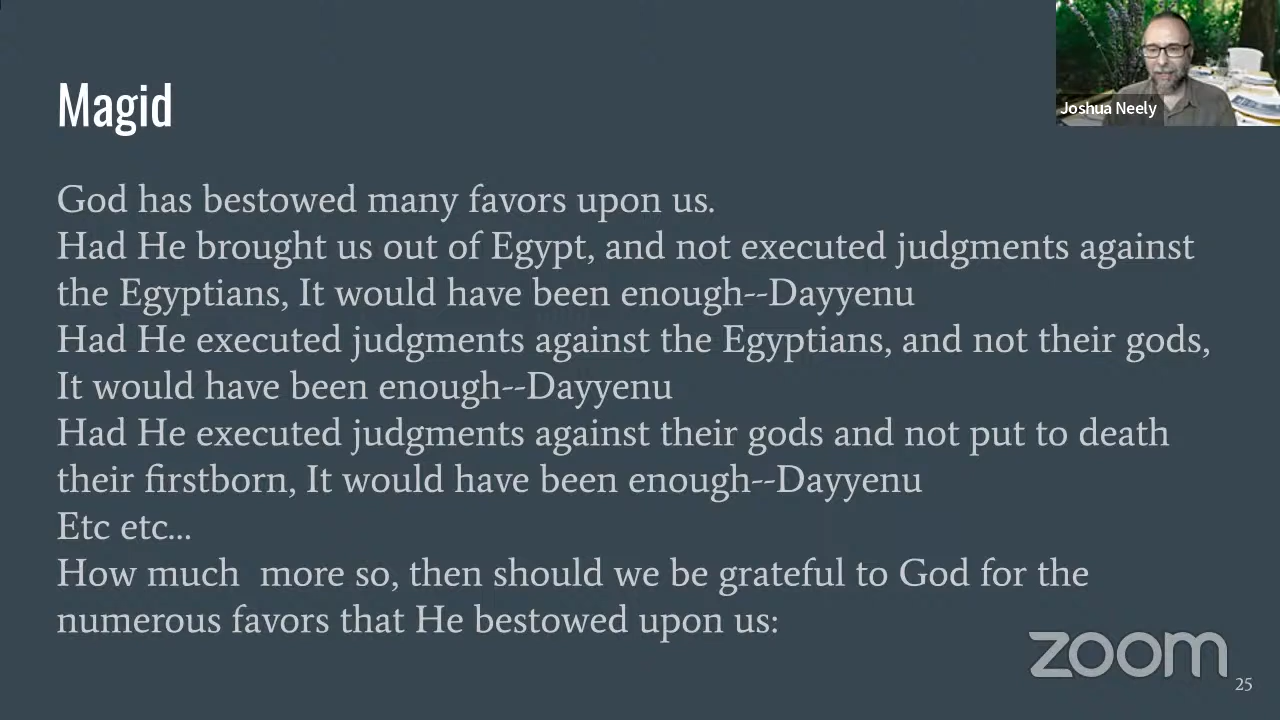 Magid
Joshua Neely
God has bestowed many favors upon us.
Had He brought us out of Egypt, and not executed judgments against
the Egyptians, It would have been enough--Dayyenu
Had He executed judgments against the Egyptians, and not their gods,
It would have been enough--Dayyenu
Had He executed judgments against their gods and not put to death
their firstborn, It would have been enough--Dayyenu
Etc etc...
How much  more so, then should we be grateful to God for the
numerous favors that He bestowed upon us:
zoom
25